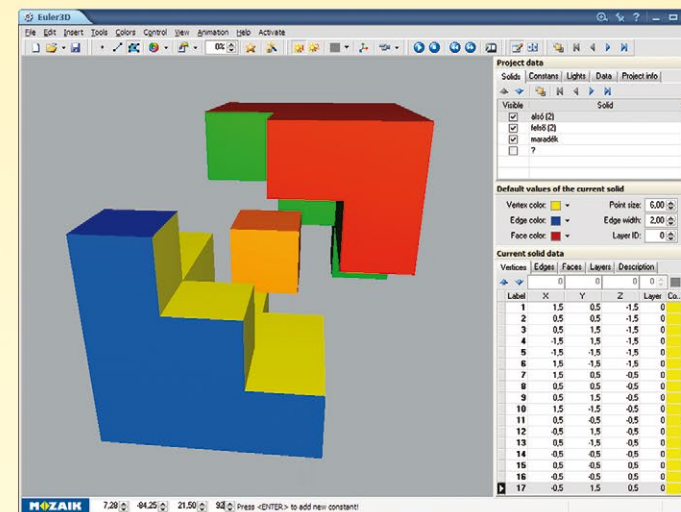 Euler3D
File Edit Insert Tools Colors Control View Animation Help Activate
0%
Project data
Solids Constans Lights Data Project info
Visible Solid
alsó (2)
felső (2)
maradék
?
Default values of the current solid
Vertex color: Point size: 6,00
Edge color: Edge width: 2,00
Face color: Layer ID: 0
Current solid data
Vertices Edges Faces Layers Description
0 0 0 0
Label X Y Z Layer Co...
1 1,5 0,5 -1,5 0
2 0,5 0,5 -1,5 0
3 0,5 1,5 -1,5 0
4 -1,5 1,5 -1,5 0
5 -1,5 -1,5 -1,5 0
6 1,5 -1,5 -1,5 0
7 1,5 0,5 -0,5 0
8 0,5 0,5 -0,5 0
9 0,5 1,5 -0,5 0
10 1,5 -1,5 -0,5 0
11 0,5 -0,5 -0,5 0
12 -0,5 1,5 -0,5 0
13 0,5 -1,5 -0,5 0
14 -0,5 -0,5 -0,5 0
15 0,5 -0,5 0,5 0
16 -0,5 -0,5 0,5 0
17 -0,5 1,5 0,5 0
MOZAIK 7,28 -84,25 21,50 92 Press <ENTER> to add new constant!